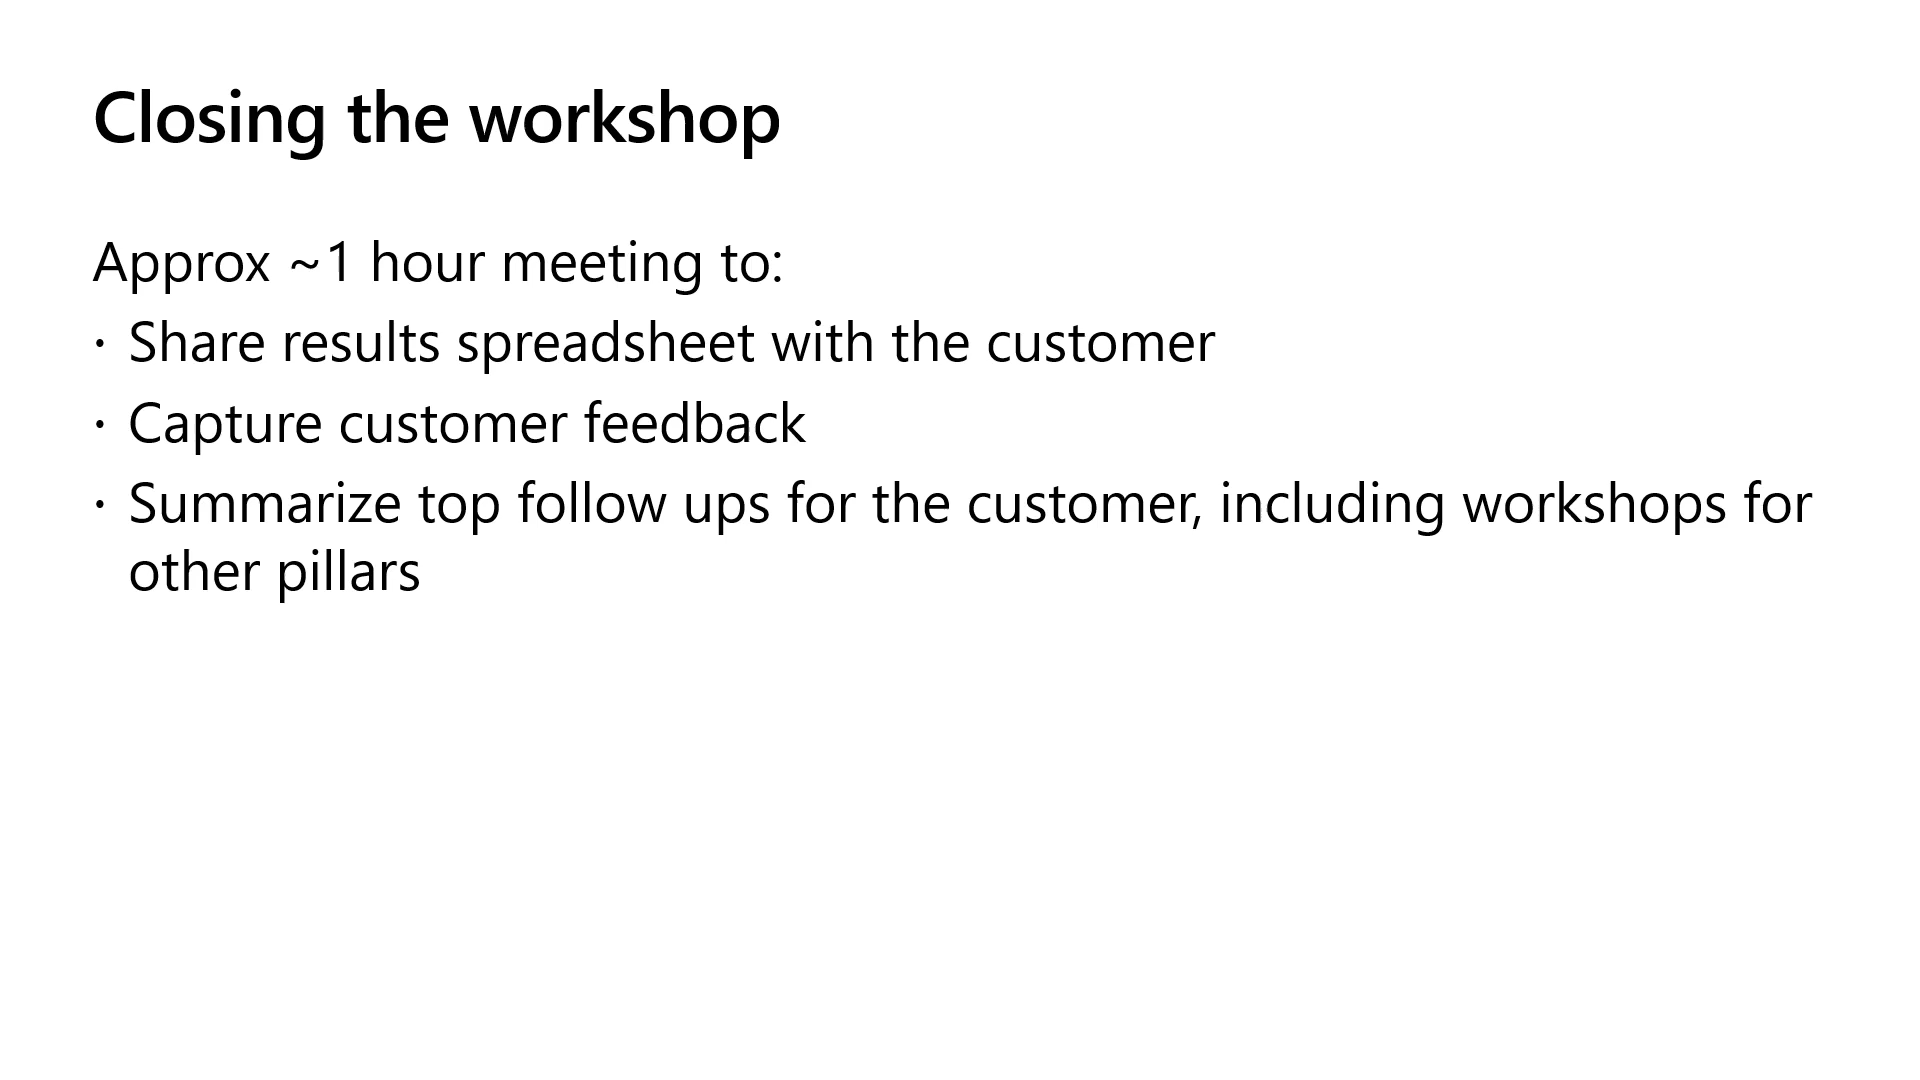 Closing the workshop
Approx ~1 hour meeting to:
· Share results spreadsheet with the customer
· Capture customer feedback
· Summarize top follow ups for the customer, including workshops for
other pillars